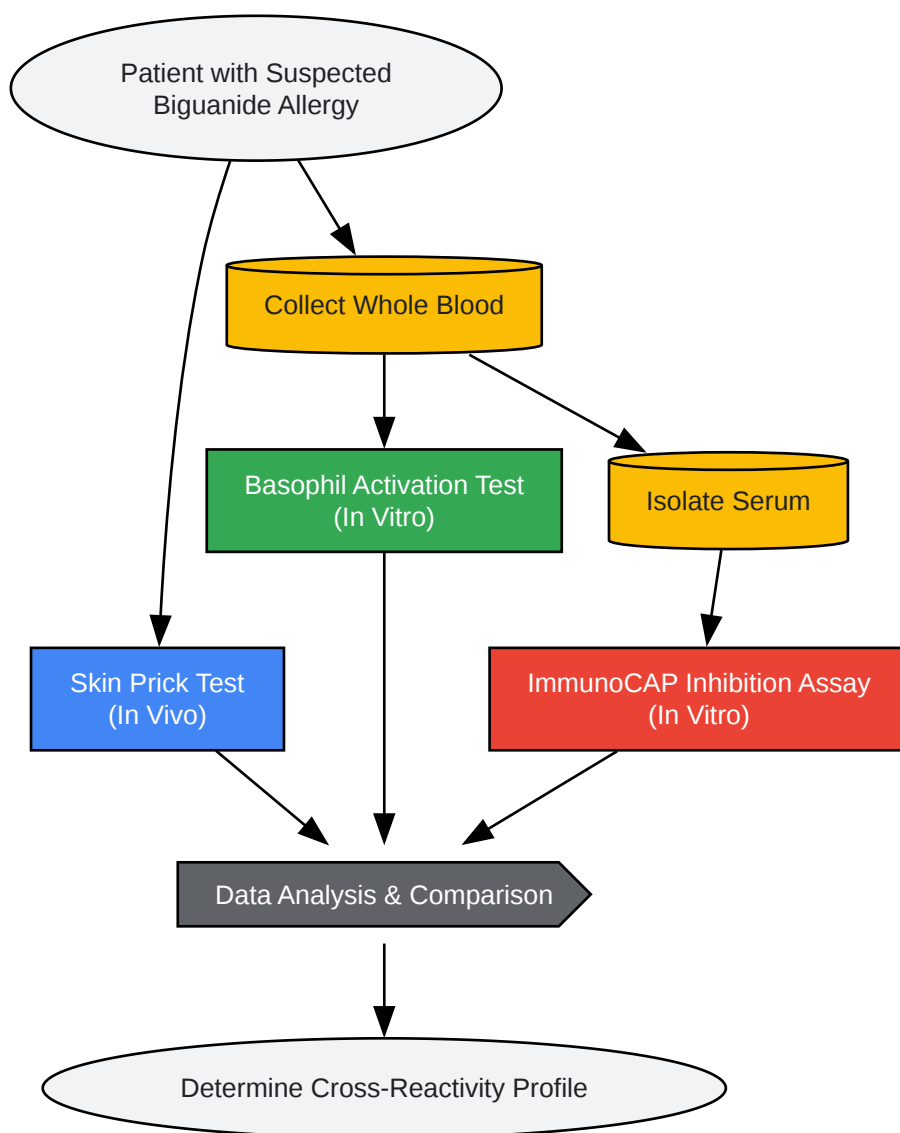 Patient with Suspected
Biguanide Allergy
Collect Whole Blood
Basophil Activation Test
(In Vitro)
Isolate Serum
Skin Prick Test
(In Vivo)
ImmunoCAP Inhibition Assay
(In Vitro)
Data Analysis & Comparison
Determine Cross-Reactivity Profile